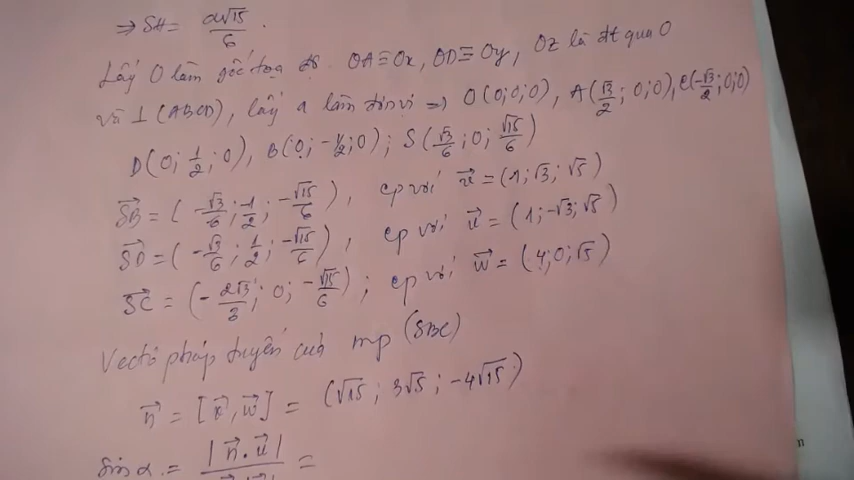 ⇒ SH = a√15/6.
Lấy O làm gốc toạ độ. OA ≡ Ox, OD ≡ Oy, Oz là đt qua O
và ⊥ (ABCD), lấy a làm đơn vị ⇒ O(0;0;0), A(√3/2; 0; 0), C(-√3/2; 0; 0)
D(0; 1/2; 0), B(0; -1/2; 0); S(√3/6; 0; √15/6)
SB→ = (-√3/6; -1/2; -√15/6), cp với = (1; √3; √5)
SD→ = (-√3/6; 1/2; -√15/6), cp với u→ = (1; -√3; √5)
SC→ = (-2√3/3; 0; -√15/6); cp với w→ = (4; 0; √5)
Vectơ pháp tuyến của mp (SBC)
n→ = [ , w→] = (√15; 3√5; -4√15)
Sin α = |n→.u→| =
n